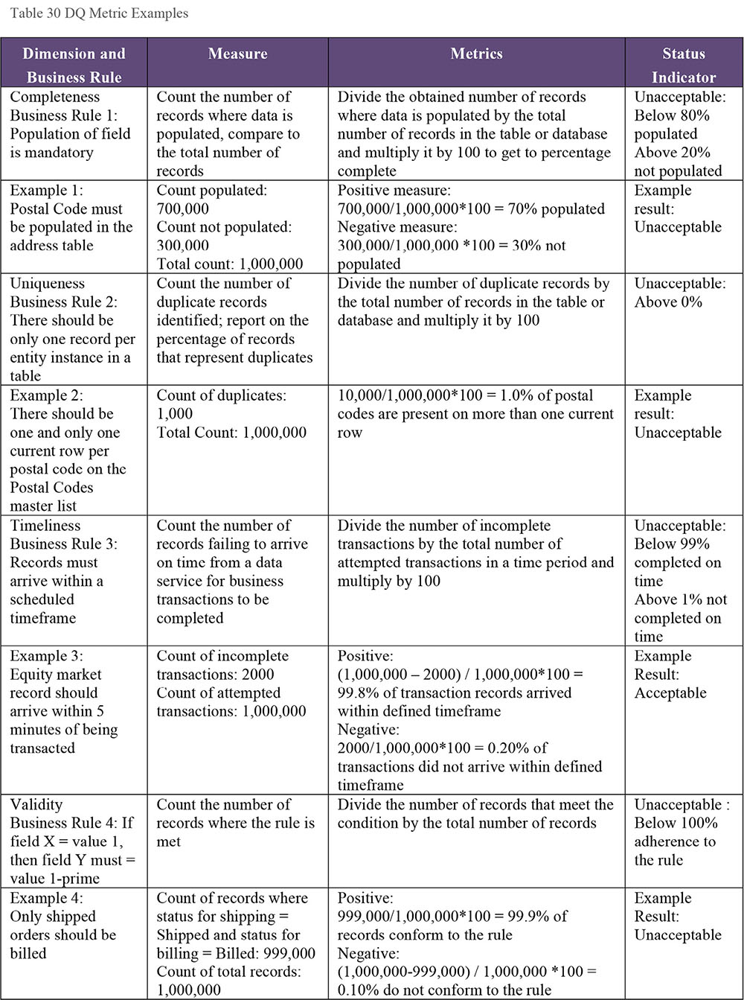 Table 30 DQ Metric Examples
Dimension and
Business Rule
Measure
Metrics
Status
Indicator
Completeness
Business Rule 1:
Population of field
is mandatory
Count the number of
records where data is
populated, compare to
the total number of
records
Divide the obtained number of records
where data is populated by the total
number of records in the table or database
and multiply it by 100 to get to percentage
complete
Unacceptable:
Below 80%
populated
Above 20%
not populated
Example 1:
Postal Code must
be populated in the
address table
Count populated:
700,000
Count not populated:
300,000
Total count: 1,000,000
Positive measure:
700,000/1,000,000*100 = 70% populated
Negative measure:
300,000/1,000,000 *100 = 30% not
populated
Example
result:
Unacceptable
Uniqueness
Business Rule 2:
There should be
only one record per
entity instance in a
table
Count the number of
duplicate records
identified; report on the
percentage of records
that represent duplicates
Divide the number of duplicate records by
the total number of records in the table or
database and multiply it by 100
Unacceptable:
Above 0%
Example 2:
There should be
one and only one
current row per
postal code on the
Postal Codes
master list
Count of duplicates:
1,000
Total Count: 1,000,000
10,000/1,000,000*100 = 1.0% of postal
codes are present on more than one current
row
Example
result:
Unacceptable
Timeliness
Business Rule 3:
Records must
arrive within a
scheduled
timeframe
Count the number of
records failing to arrive
on time from a data
service for business
transactions to be
completed
Divide the number of incomplete
transactions by the total number of
attempted transactions in a time period and
multiply by 100
Unacceptable:
Below 99%
completed on
time
Above 1% not
completed on
time
Example 3:
Equity market
record should
arrive within 5
minutes of being
transacted
Count of incomplete
transactions: 2000
Count of attempted
transactions: 1,000,000
Positive:
(1,000,000 – 2000) / 1,000,000*100 =
99.8% of transaction records arrived
within defined timeframe
Negative:
2000/1,000,000*100 = 0.20% of
transactions did not arrive within defined
timeframe
Example
Result:
Acceptable
Validity
Business Rule 4: If
field X = value 1,
then field Y must =
value 1-prime
Count the number of
records where the rule is
met
Divide the number of records that meet the
condition by the total number of records
Unacceptable :
Below 100%
adherence to
the rule
Example 4:
Only shipped
orders should be
billed
Count of records where
status for shipping =
Shipped and status for
billing = Billed: 999,000
Count of total records:
1,000,000
Positive:
999,000/1,000,000*100 = 99.9% of
records conform to the rule
Negative:
(1,000,000-999,000) / 1,000,000 *100 =
0.10% do not conform to the rule
Example
Result:
Unacceptable